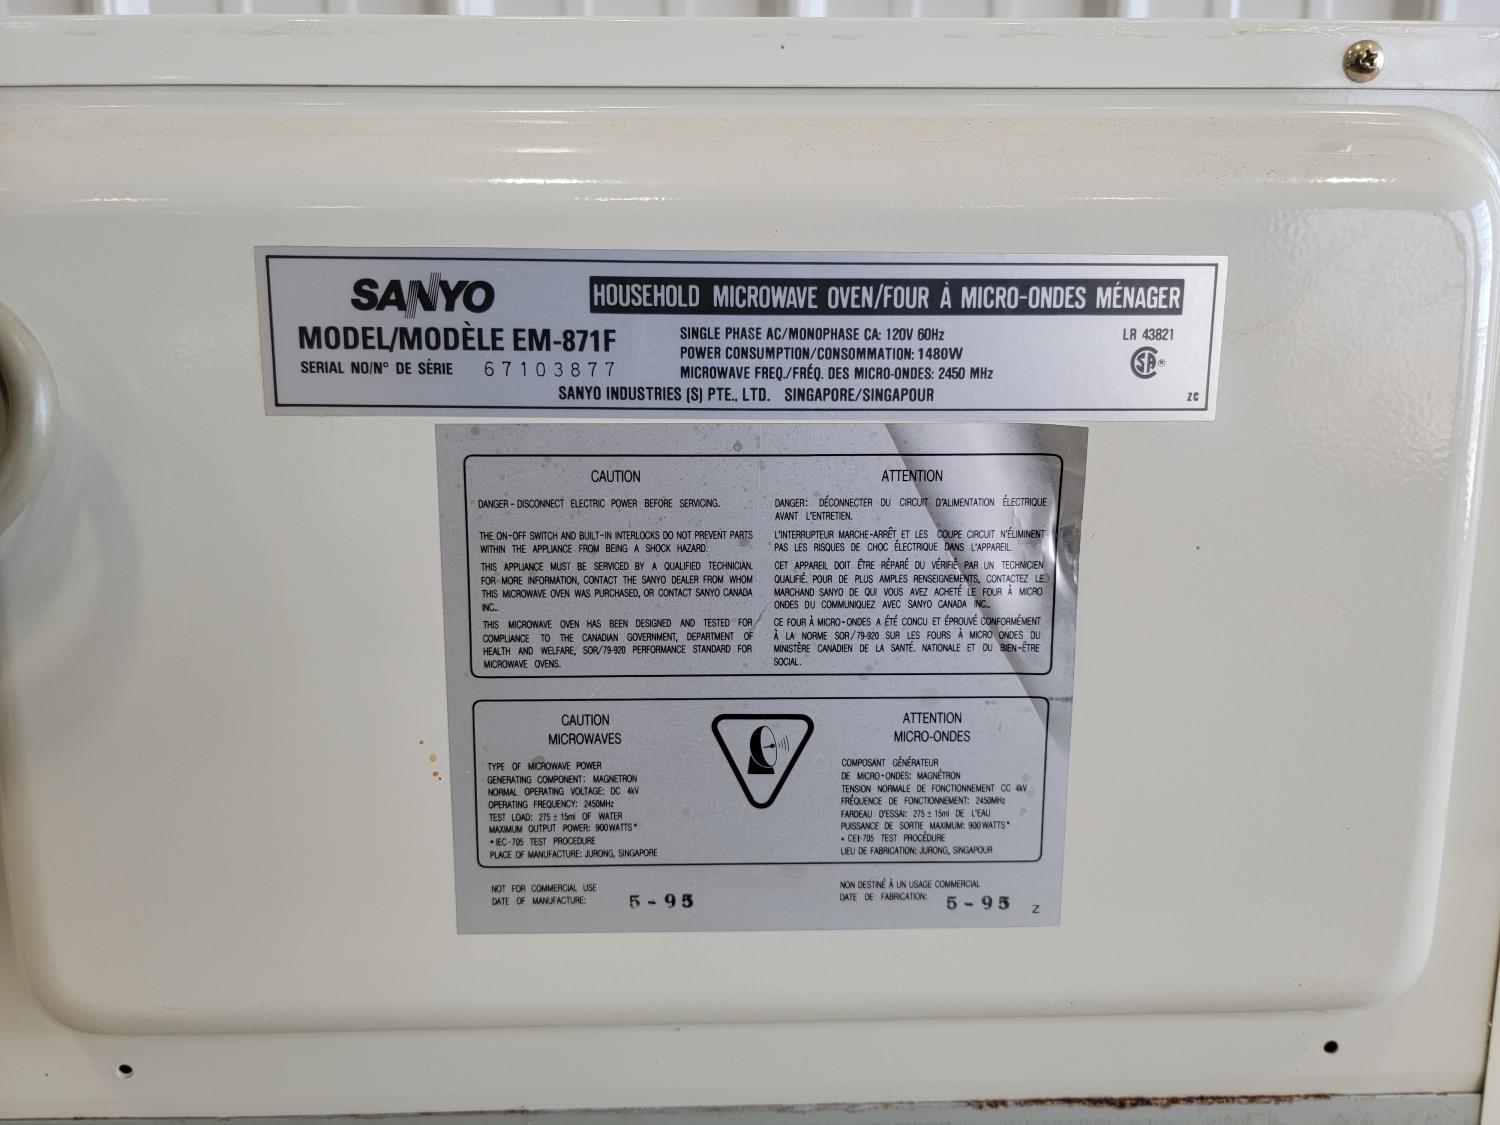 SANYO
HOUSEHOLD MICROWAVE OVEN/FOUR À MICRO-ONDES MÉNAGER
MODEL/MODÈLE EM-871F
SERIAL NO/N° DE SÉRIE 67103877
SINGLE PHASE AC/MONOPHASE CA: 120V 60Hz
POWER CONSUMPTION/CONSOMMATION: 1480W
MICROWAVE FREQ./FRÉQ. DES MICRO-ONDES: 2450 MHz
LR 43821
SA ®
SANYO INDUSTRIES (S) PTE., LTD. SINGAPORE/SINGAPOUR
ZC
CAUTION
DANGER - DISCONNECT ELECTRIC POWER BEFORE SERVICING.
THE ON-OFF SWITCH AND BUILT-IN INTERLOCKS DO NOT PREVENT PARTS
WITHIN THE APPLIANCE FROM BEING A SHOCK HAZARD.
THIS APPLIANCE MUST BE SERVICED BY A QUALIFIED TECHNICIAN.
FOR MORE INFORMATION, CONTACT THE SANYO DEALER FROM WHOM
THIS MICROWAVE OVEN WAS PURCHASED, OR CONTACT SANYO CANADA
INC..
THIS MICROWAVE OVEN HAS BEEN DESIGNED AND TESTED FOR
COMPLIANCE TO THE CANADIAN GOVERNMENT, DEPARTMENT OF
HEALTH AND WELFARE, SOR/79-920 PERFORMANCE STANDARD FOR
MICROWAVE OVENS.
ATTENTION
DANGER: DÉCONNECTER DU CIRCUIT D'ALIMENTATION ÉLECTRIQUE
AVANT L'ENTRETIEN.
L'INTERRUPTEUR MARCHE-ARRÊT ET LES COUPE CIRCUIT N'ÉLIMINENT
PAS LES RISQUES DE CHOC ÉLECTRIQUE DANS L'APPAREIL
CET APPAREIL DOIT ÊTRE RÉPARÉ DU VÉRIFIÉ PAR UN TECHNICIEN
QUALIFIÉ. POUR DE PLUS AMPLES RENSEIGNEMENTS, CONTACTEZ LE
MARCHAND SANYO DE QUI VOUS AVEZ ACHETÉ LE FOUR À MICRO
ONDES DU COMMUNIQUEZ AVEC SANYO CANADA INC..
CE FOUR À MICRO-ONDES A ÉTÉ CONCU ET ÉPROUVÉ CONFORMÉMENT
À LA NORME SOR/79-920 SUR LES FOURS À MICRO ONDES DU
MINISTÈRE CANADIEN DE LA SANTÉ. NATIONALE ET DU BIEN-ÊTRE
SOCIAL.
CAUTION
MICROWAVES
TYPE OF MICROWAVE POWER
GENERATING COMPONENT: MAGNETRON
NORMAL OPERATING VOLTAGE: DC 4kV
OPERATING FREQUENCY: 2450MHz
TEST LOAD: 275 ± 15ml OF WATER
MAXIMUM OUTPUT POWER: 900WATTS*
* IEC-705 TEST PROCEDURE
PLACE OF MANUFACTURE: JURONG, SINGAPORE
ATTENTION
MICRO-ONDES
COMPOSANT GÉNÉRATEUR
DE MICRO-ONDES: MAGNÉTRON
TENSION NORMALE DE FONCTIONNEMENT CC 4kV
FRÉQUENCE DE FONCTIONNEMENT: 2450MHz
FARDEAU D'ESSAI: 275 ± 15ml DE L'EAU
PUISSANCE DE SORTIE MAXIMUM: 900WATTS*
* CEI-705 TEST PROCÉDURE
LIEU DE FABRICATION: JURONG, SINGAPOUR
NOT FOR COMMERCIAL USE
DATE OF MANUFACTURE: 5-95
NON DESTINÉ À UN USAGE COMMERCIAL
DATE DE FABRICATION: 5-95
Z